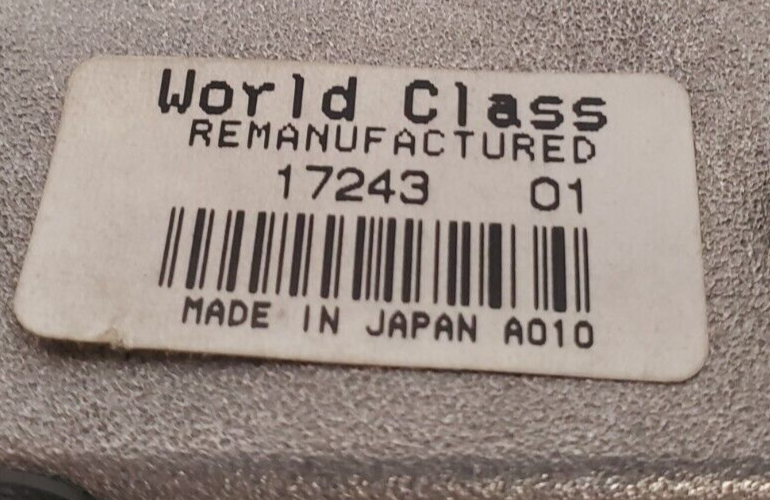 World Class
REMANUFACTURED
17243 01
MADE IN JAPAN A010